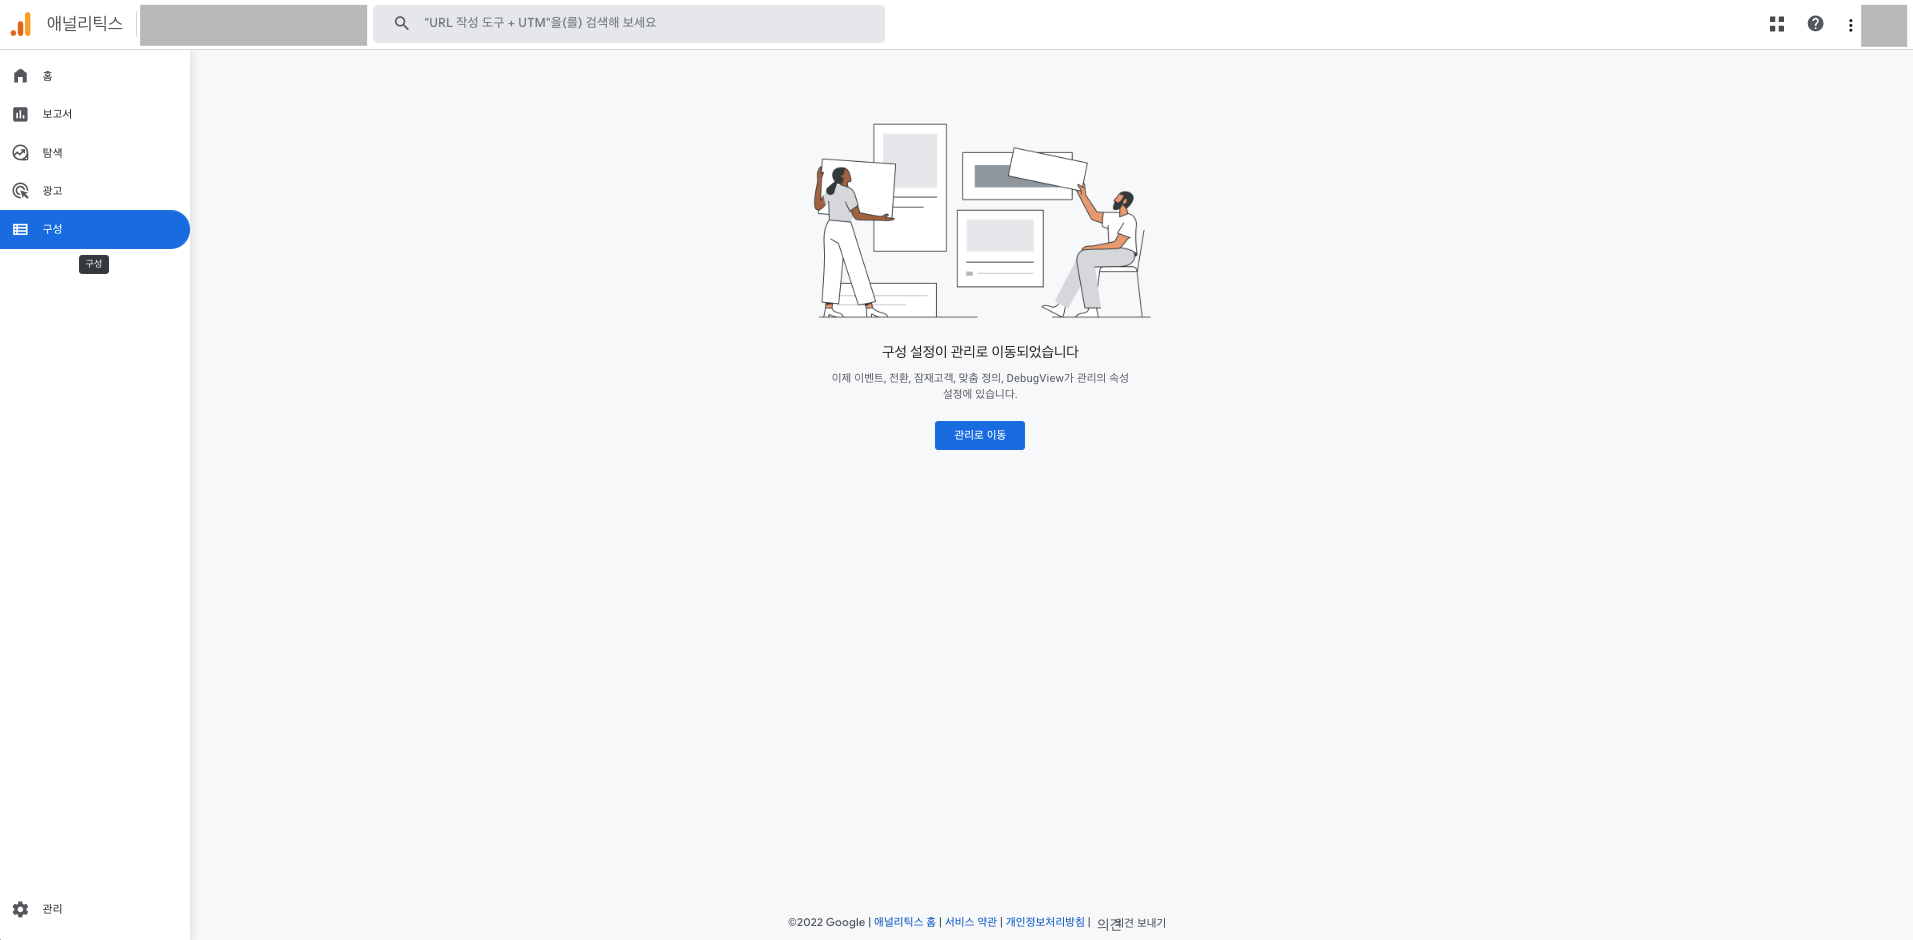 애널리틱스
"URL 작성 도구 + UTM"을(를) 검색해 보세요
홈
보고서
탐색
광고
구성
구성
구성 설정이 관리로 이동되었습니다
이제 이벤트, 전환, 잠재고객, 맞춤 정의, DebugView가 관리의 속성
설정에 있습니다.
관리로 이동
관리
©2022 Google | 애널리틱스 홈 | 서비스 약관 | 개인정보처리방침 | 의견 보내기